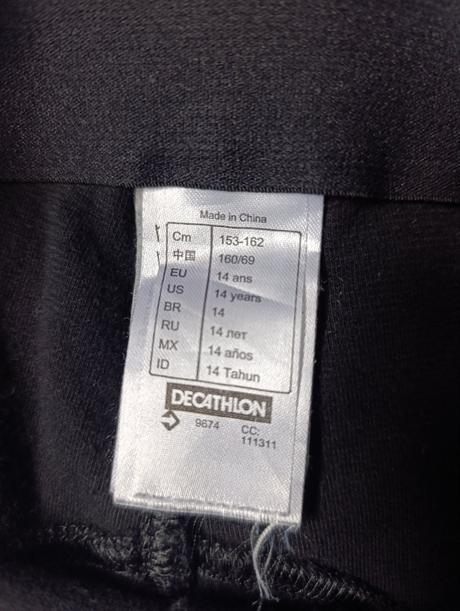 Made in China
Cm 153-162
中国 160/69
EU 14 ans
US 14 years
BR 14
RU 14 лет
MX 14 años
ID 14 Tahun
DECATHLON
9674 CC:
111311